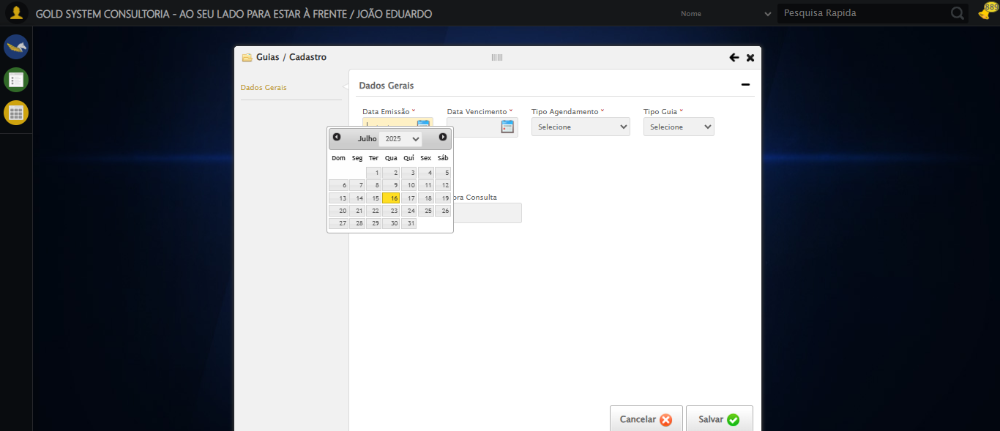 GOLD SYSTEM CONSULTORIA - AO SEU LADO PARA ESTAR À FRENTE / JOÃO EDUARDO
Nome
Pesquisa Rapida
889
Guias / Cadastro
Dados Gerais
Dados Gerais
Data Emissão * Data Vencimento * Tipo Agendamento * Tipo Guia *
Selecione Selecione
Julho 2025
Dom Seg Ter Qua Qui Sex Sáb
1 2 3 4 5
6 7 8 9 10 11 12
13 14 15 16 17 18 19
20 21 22 23 24 25 26
27 28 29 30 31
ora Consulta
Cancelar Salvar